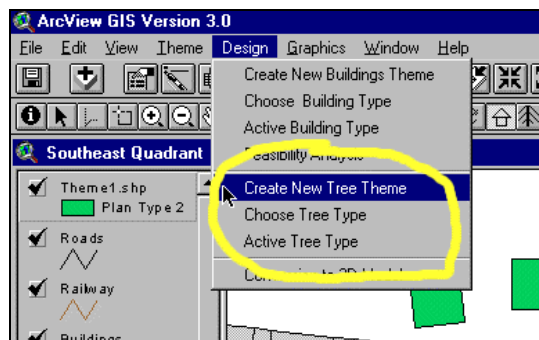 ArcView GIS Version 3.0
File Edit View Theme Design Graphics Window Help
Create New Buildings Theme
Choose Building Type
Active Building Type
Feasibility Analysis
Create New Tree Theme
Choose Tree Type
Active Tree Type
to 3D
Southeast Quadrant
Theme1.shp
Plan Type 2
Roads
Railway
Buildings